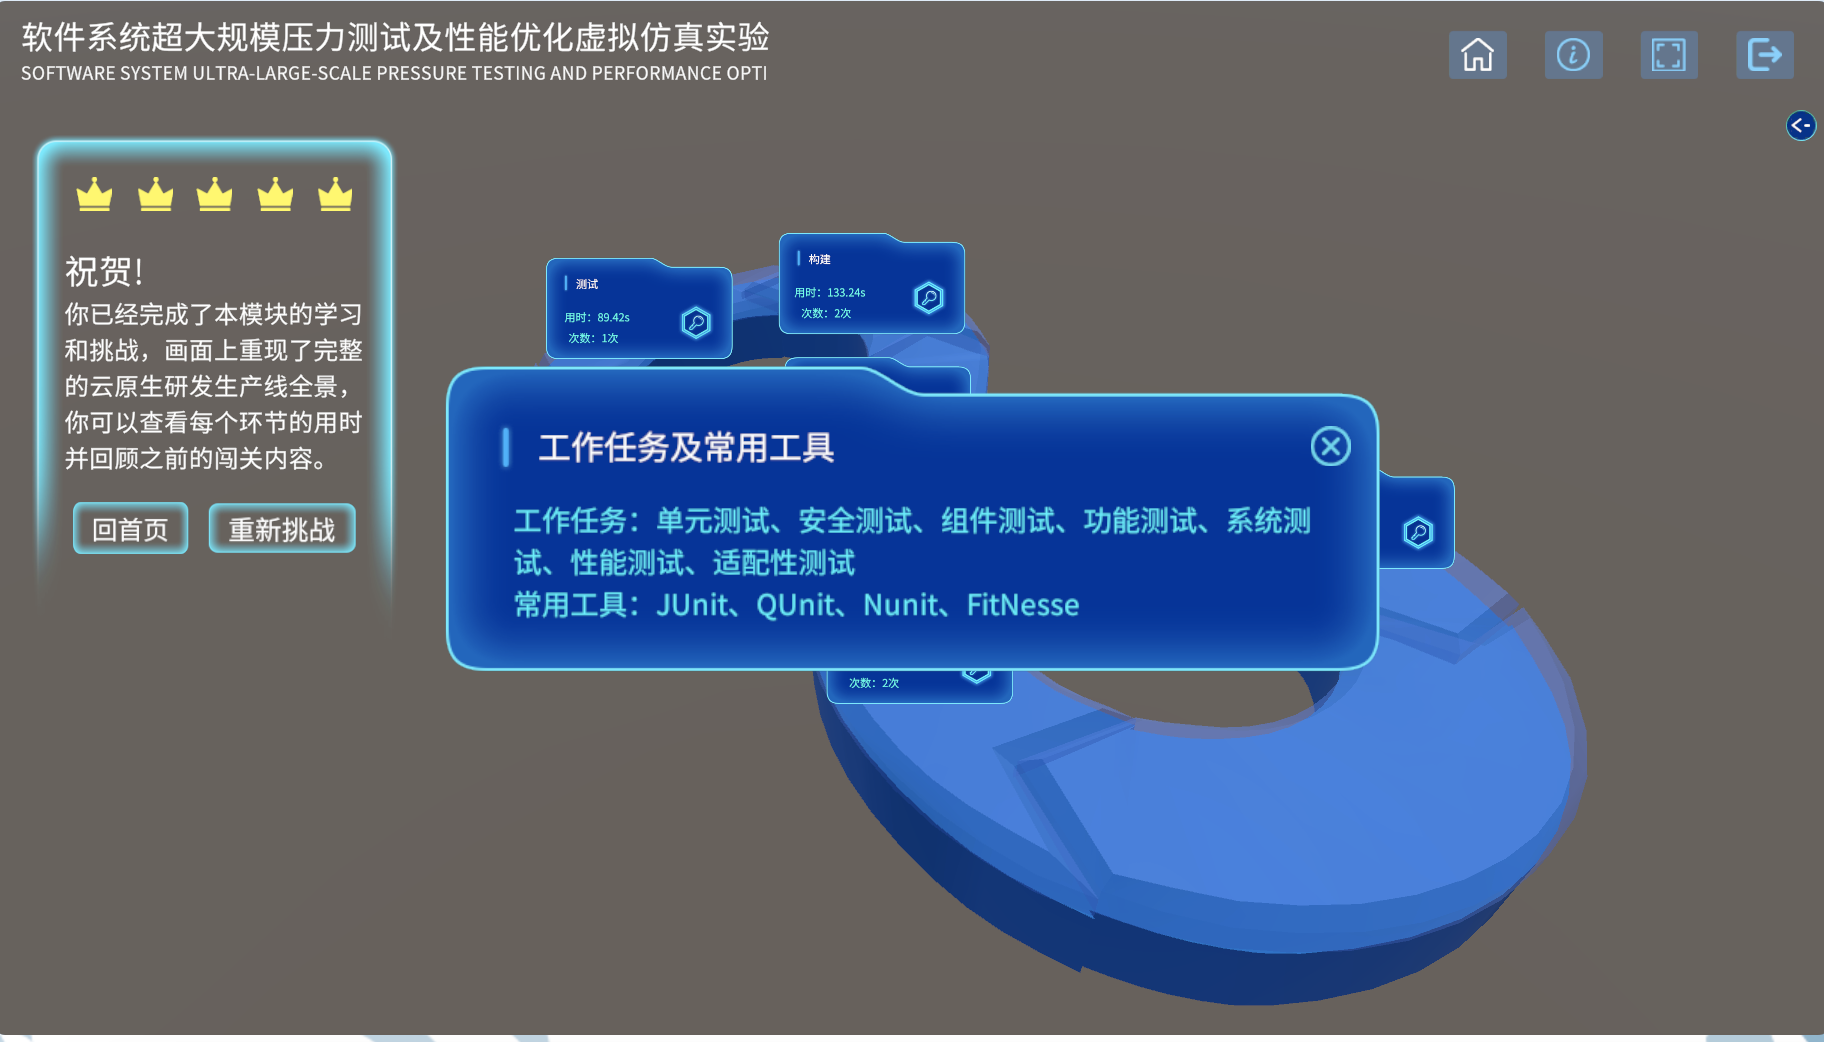 软件系统超大规模压力测试及性能优化虚拟仿真实验
SOFTWARE SYSTEM ULTRA-LARGE-SCALE PRESSURE TESTING AND PERFORMANCE OPTI
祝贺!
你已经完成了本模块的学习
和挑战，画面上重现了完整
的云原生研发生产线全景，
你可以查看每个环节的用时
并回顾之前的闯关内容。
回首页
重新挑战
测试
用时：89.42s
次数：1次
构建
用时：133.24s
次数：2次
工作任务及常用工具
工作任务：单元测试、安全测试、组件测试、功能测试、系统测
试、性能测试、适配性测试
常用工具：JUnit、QUnit、Nunit、FitNesse
次数：2次